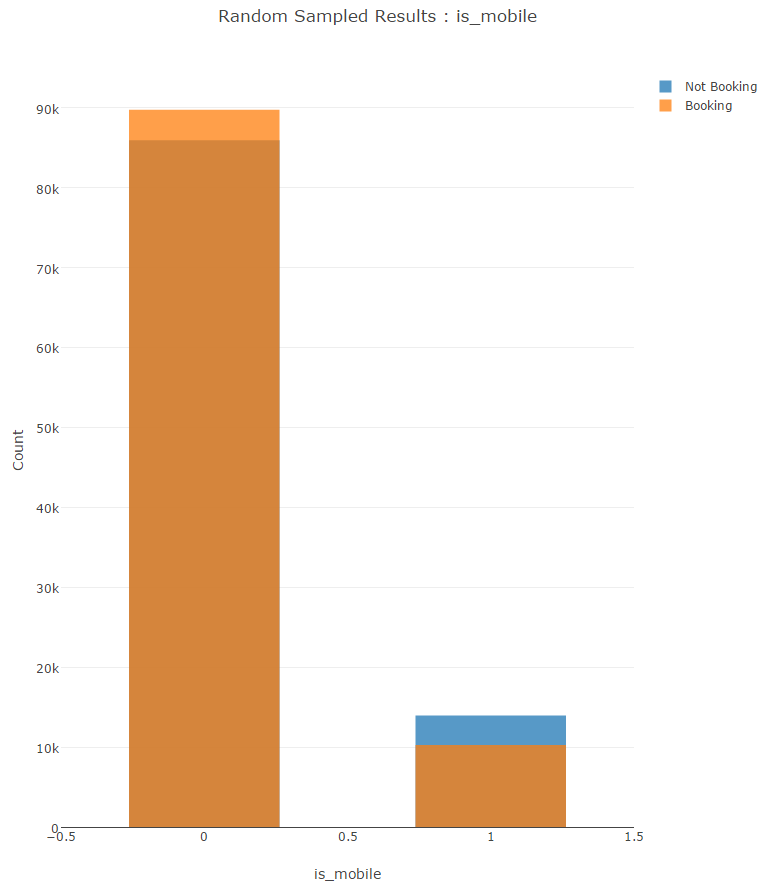 Random Sampled Results : is_mobile
Not Booking
Booking
90k
80k
70k
60k
50k
40k
30k
20k
10k
0
Count
−0.5
0
0.5
1
1.5
is_mobile